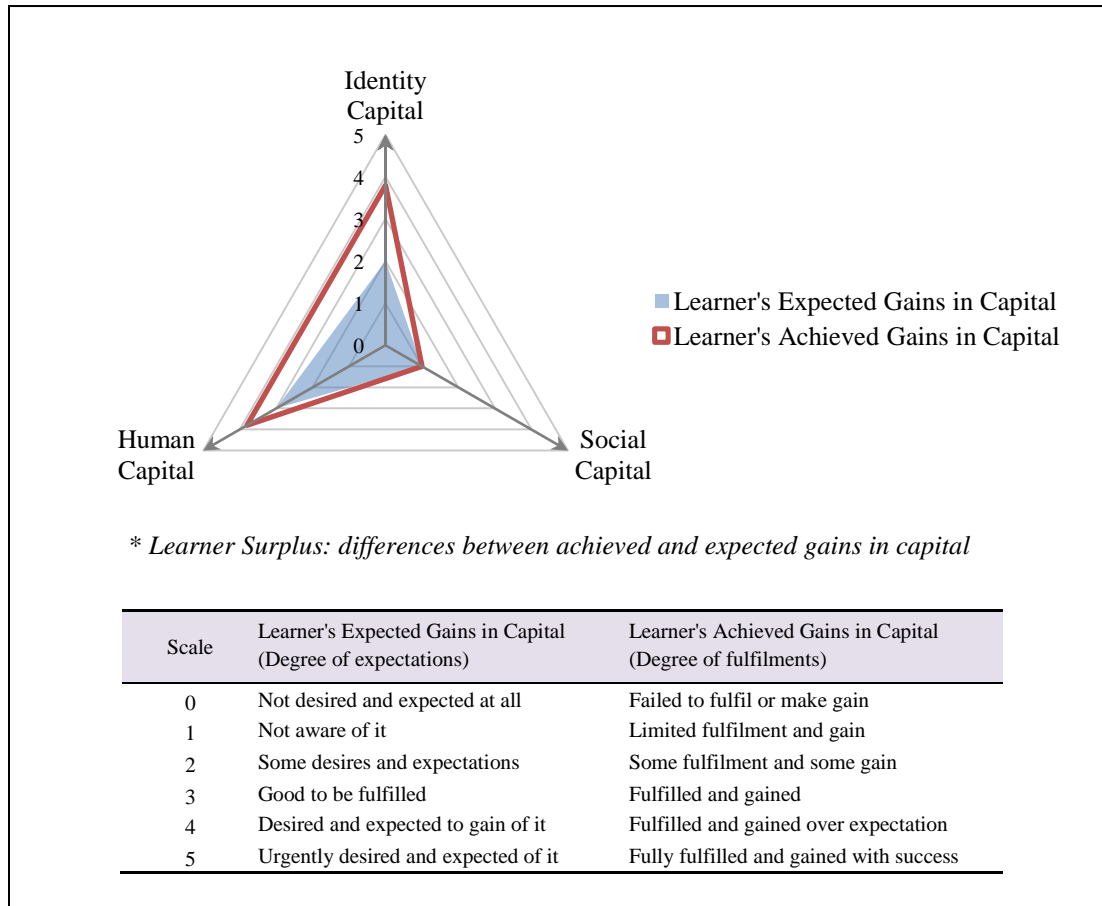 Identity
Capital
5
4
3
2
1
0
Learner's Expected Gains in Capital
Learner's Achieved Gains in Capital
Human
Capital
Social
Capital
* Learner Surplus: differences between achieved and expected gains in capital
Scale
Learner's Expected Gains in Capital
(Degree of expectations)
Learner's Achieved Gains in Capital
(Degree of fulfilments)
0 Not desired and expected at all Failed to fulfil or make gain
1 Not aware of it Limited fulfilment and gain
2 Some desires and expectations Some fulfilment and some gain
3 Good to be fulfilled Fulfilled and gained
4 Desired and expected to gain of it Fulfilled and gained over expectation
5 Urgently desired and expected of it Fully fulfilled and gained with success